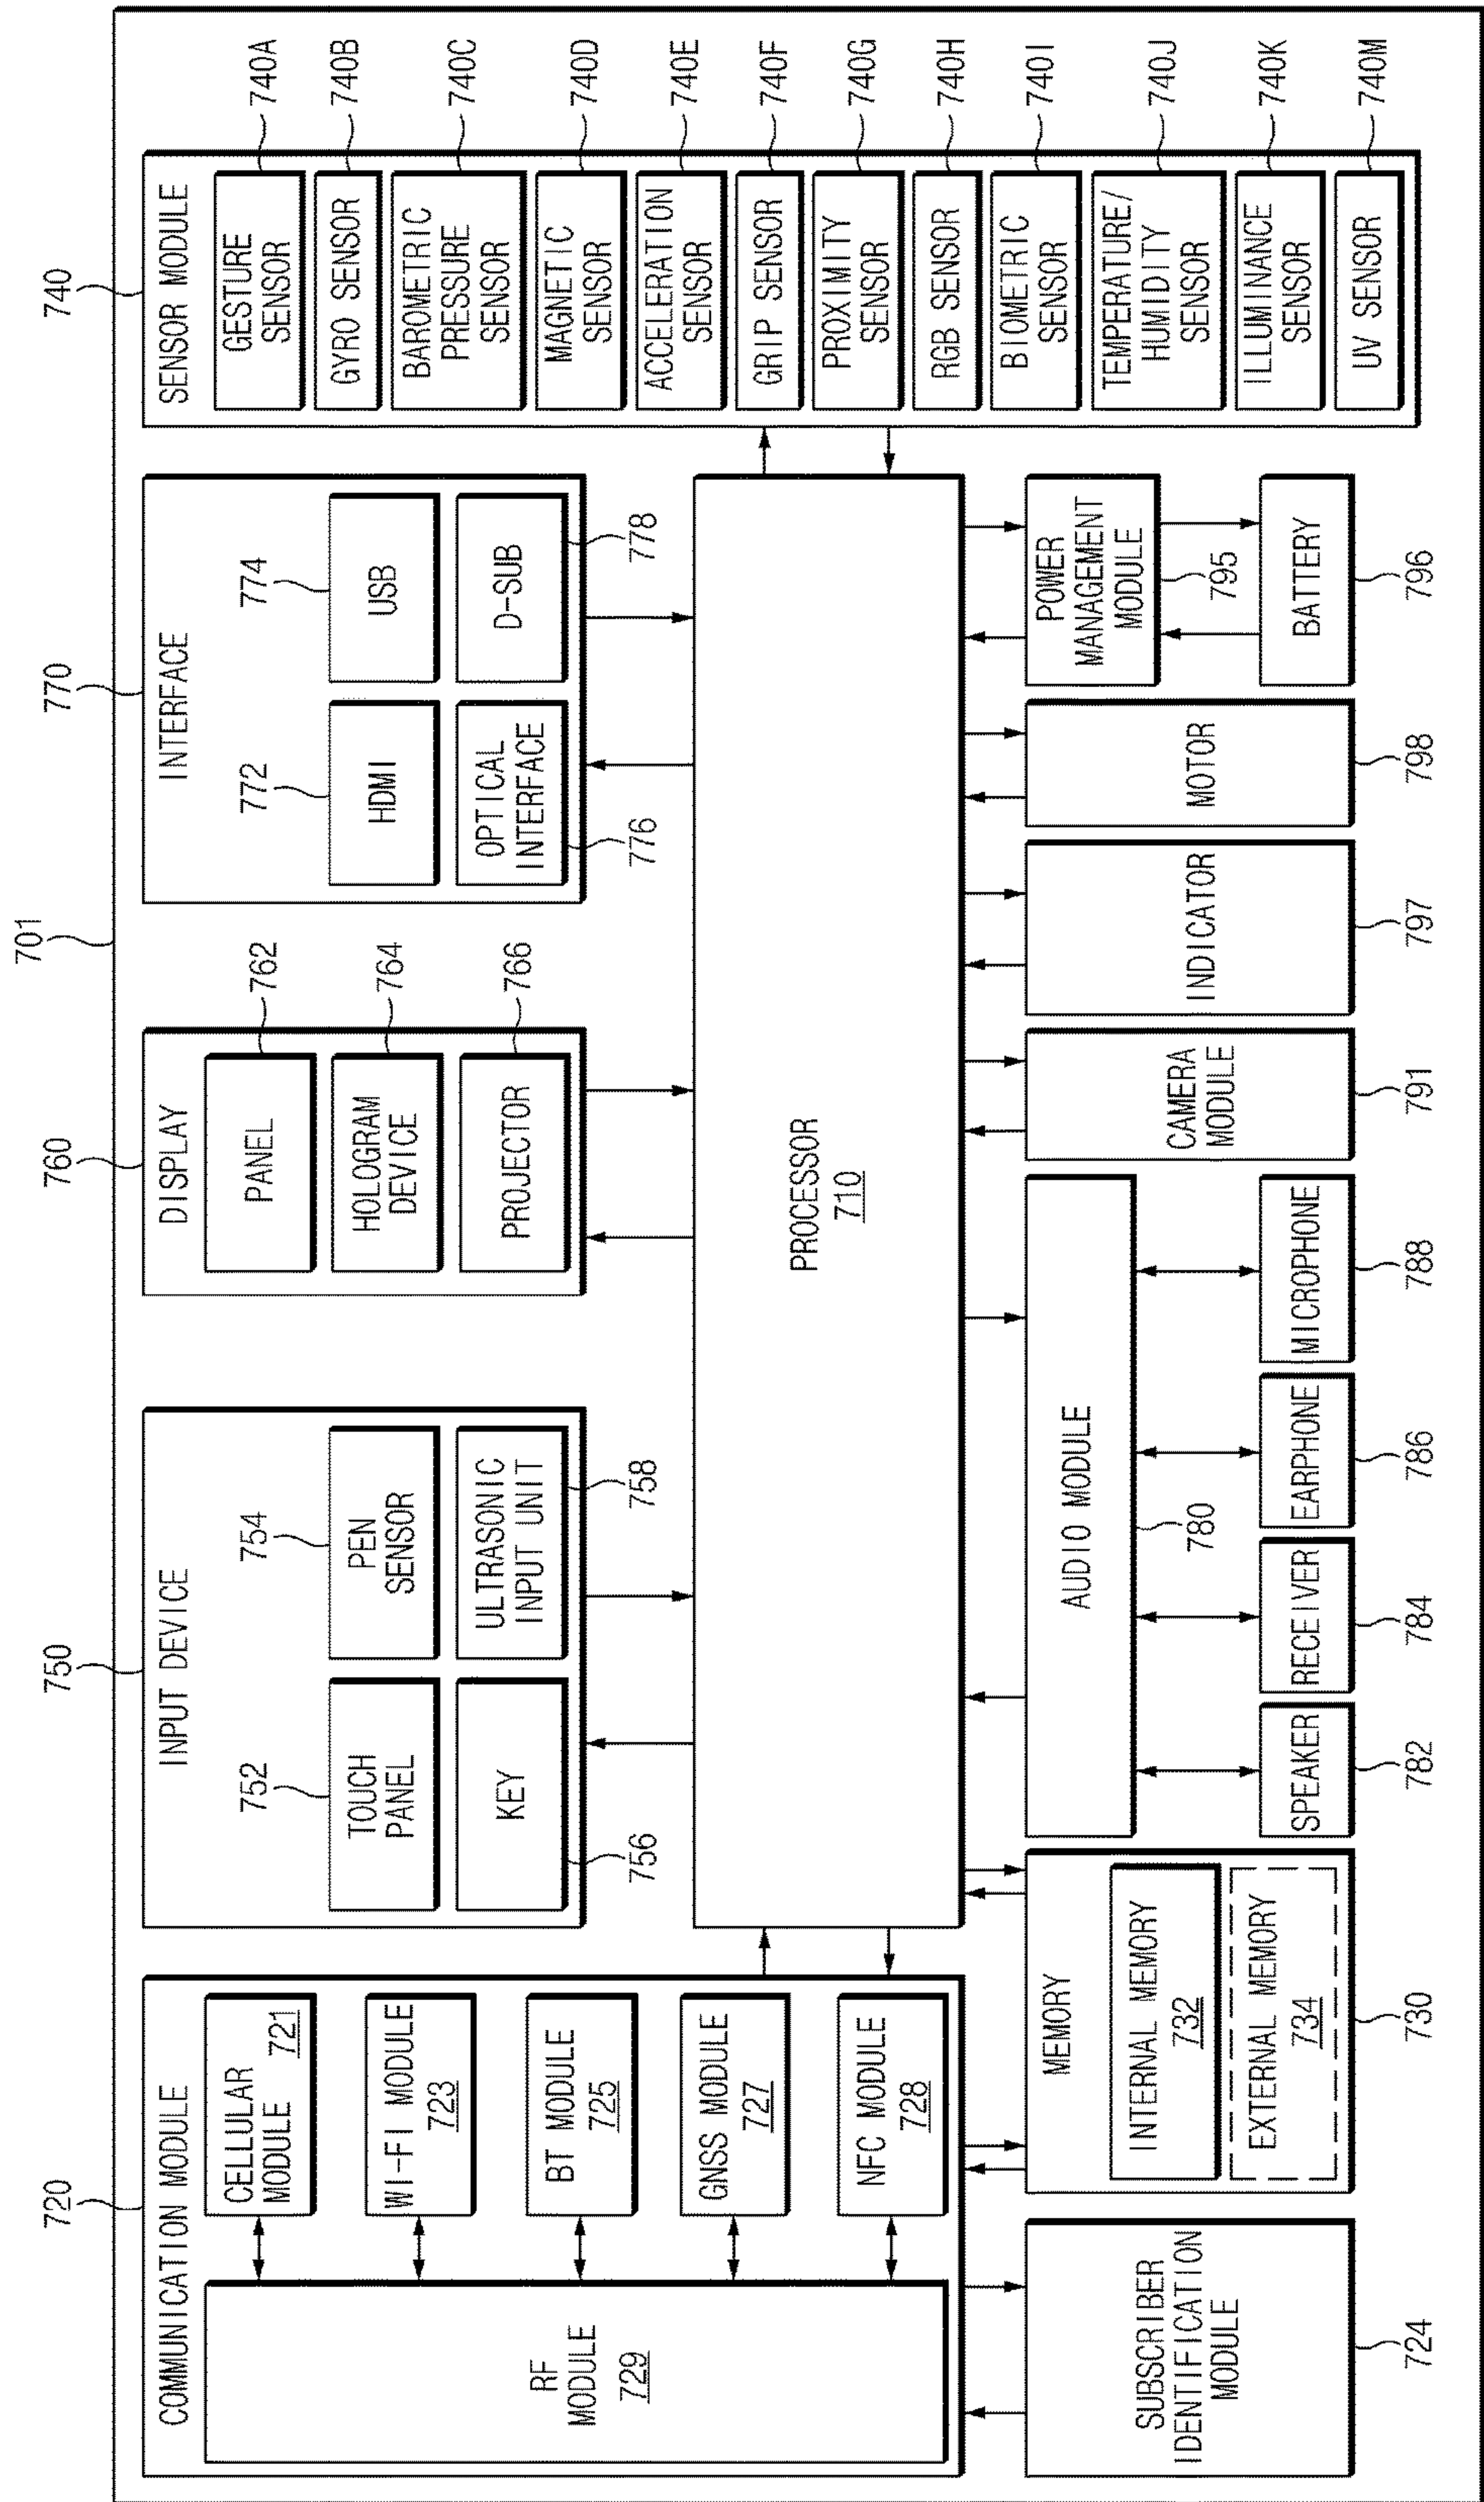 701
720
COMMUNICATION MODULE
CELLULAR
MODULE
721
WI-FI MODULE
723
BT MODULE
725
GNSS MODULE
727
NFC MODULE
728
RF
MODULE
729
750
INPUT DEVICE
752
TOUCH
PANEL
754
PEN
SENSOR
KEY
756
ULTRASONIC
INPUT UNIT
758
760
DISPLAY
PANEL
762
HOLOGRAM
DEVICE
764
PROJECTOR
766
770
INTERFACE
772
HDMI
774
USB
OPTICAL
INTERFACE
776
D-SUB
778
740
SENSOR MODULE
GESTURE
SENSOR
740A
GYRO SENSOR
740B
BAROMETRIC
PRESSURE
SENSOR
740C
MAGNETIC
SENSOR
740D
ACCELERATION
SENSOR
740E
GRIP SENSOR
740F
PROXIMITY
SENSOR
740G
RGB SENSOR
740H
BIOMETRIC
SENSOR
740I
TEMPERATURE/
HUMIDITY
SENSOR
740J
ILLUMINANCE
SENSOR
740K
UV SENSOR
740M
PROCESSOR
710
SUBSCRIBER
IDENTIFICATION
MODULE
724
MEMORY
INTERNAL MEMORY
732
EXTERNAL MEMORY
734
730
AUDIO MODULE
780
SPEAKER
782
RECEIVER
784
EARPHONE
786
MICROPHONE
788
CAMERA
MODULE
791
INDICATOR
797
MOTOR
798
POWER
MANAGEMENT
MODULE
795
BATTERY
796